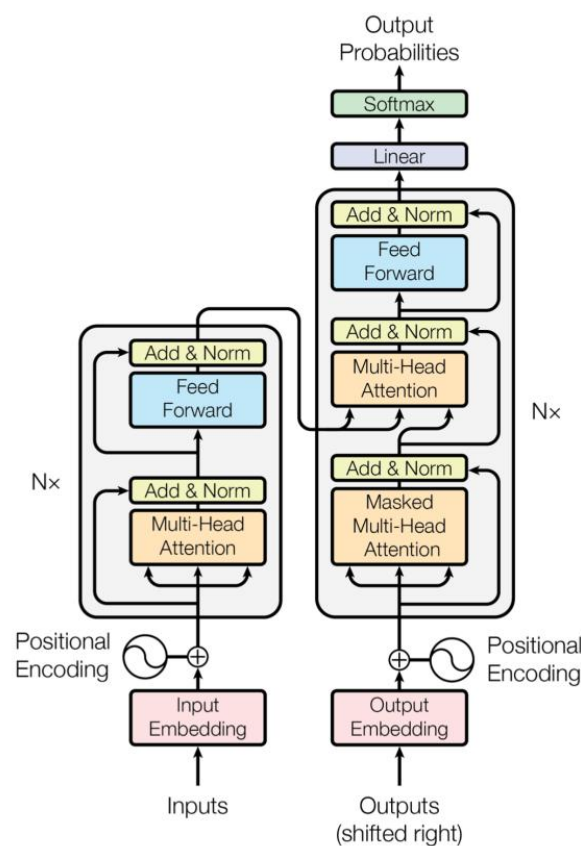 Output
Probabilities
Softmax
Linear
Add & Norm
Feed
Forward
Add & Norm
Multi-Head
Attention
Add & Norm
Masked
Multi-Head
Attention
N×
Add & Norm
Feed
Forward
Add & Norm
Multi-Head
Attention
N×
Positional
Encoding
Positional
Encoding
Input
Embedding
Output
Embedding
Inputs
Outputs
(shifted right)